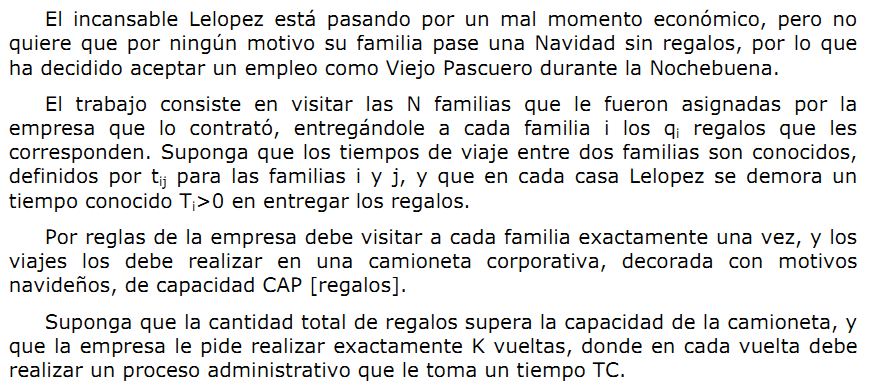 El incansable Lelopez está pasando por un mal momento económico, pero no
quiere que por ningún motivo su familia pase una Navidad sin regalos, por lo que
ha decidido aceptar un empleo como Viejo Pascuero durante la Nochebuena.
El trabajo consiste en visitar las N familias que le fueron asignadas por la
empresa que lo contrató, entregándole a cada familia i los qi regalos que les
corresponden. Suponga que los tiempos de viaje entre dos familias son conocidos,
definidos por tij para las familias i y j, y que en cada casa Lelopez se demora un
tiempo conocido Ti>0 en entregar los regalos.
Por reglas de la empresa debe visitar a cada familia exactamente una vez, y los
viajes los debe realizar en una camioneta corporativa, decorada con motivos
navideños, de capacidad CAP [regalos].
Suponga que la cantidad total de regalos supera la capacidad de la camioneta, y
que la empresa le pide realizar exactamente K vueltas, donde en cada vuelta debe
realizar un proceso administrativo que le toma un tiempo TC.